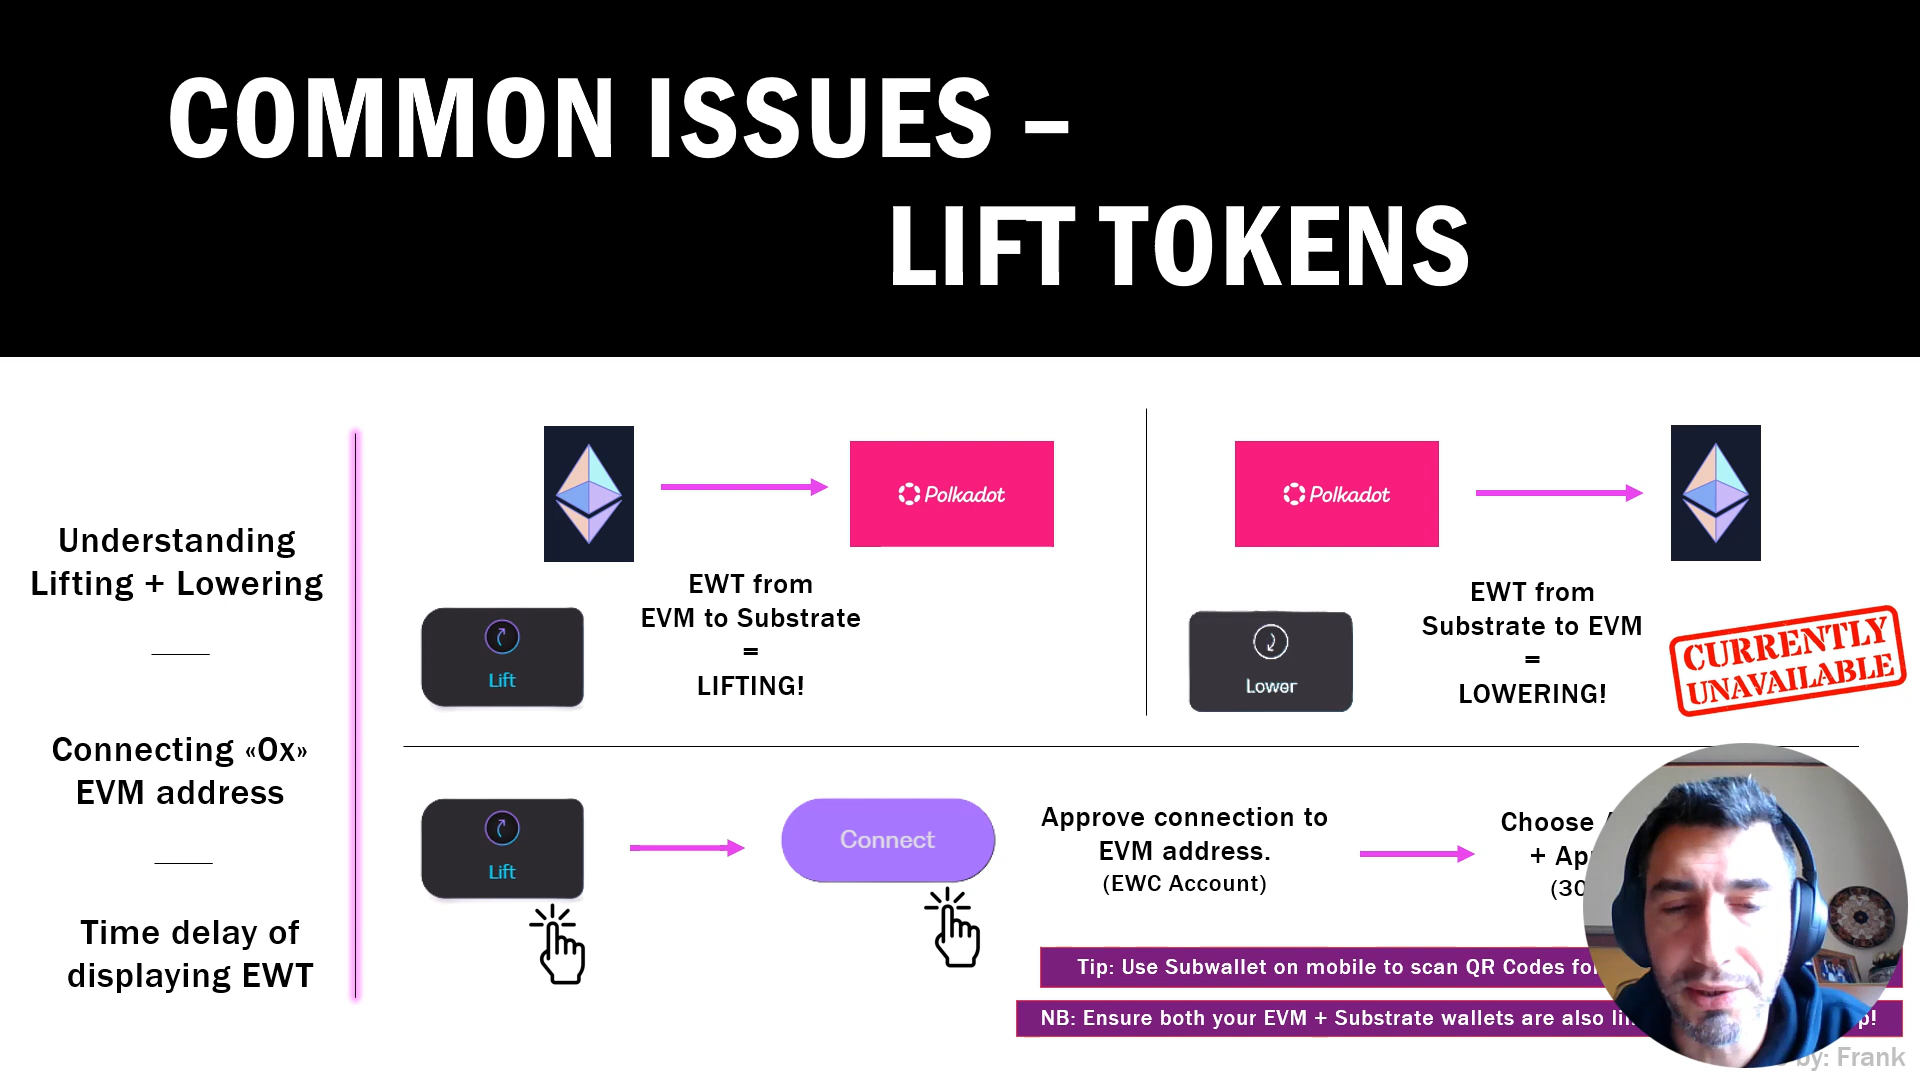 COMMON ISSUES –
LIFT TOKENS
Understanding
Lifting + Lowering
Connecting «0x»
EVM address
Time delay of
displaying EWT
Polkadot
EWT from
EVM to Substrate
=
LIFTING!
Lift
Polkadot
EWT from
Substrate to EVM
=
LOWERING!
Lower
CURRENTLY
UNAVAILABLE
Lift
Connect
Approve connection to
EVM address.
(EWC Account)
Choose
+
(30
Tip: Use Subwallet on mobile to scan QR Codes
NB: Ensure both your EVM + Substrate wallets are also
by: Frank